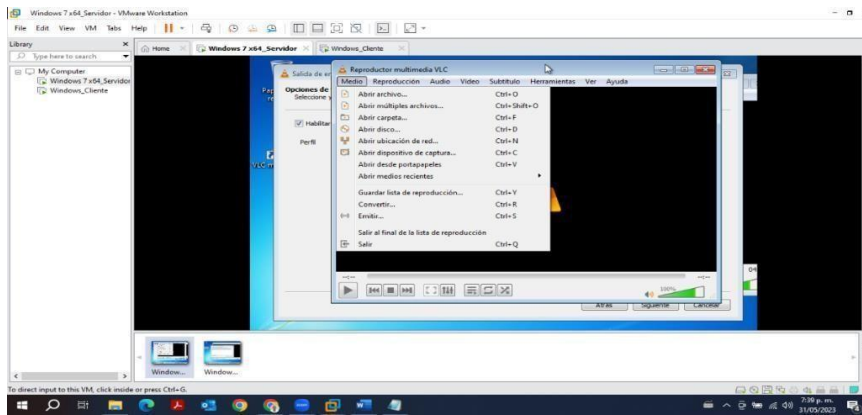 Windows 7 x64_Servidor - VMware Workstation
File Edit View VM Tabs Help
Library
Type here to search
My Computer
Windows 7 x64_Servidor
Windows_Cliente
Home
Windows 7 x64_Servidor
Windows_Cliente
Salida de
Opciones de
Seleccione
Habilitar
Perfil
Reproductor multimedia VLC
Medio Reproducción Audio Video Subtítulo Herramientas Ver Ayuda
Abrir archivo... Ctrl+O
Abrir múltiples archivos... Ctrl+Shift+O
Abrir carpeta... Ctrl+F
Abrir disco... Ctrl+D
Abrir ubicación de red... Ctrl+N
Abrir dispositivo de captura... Ctrl+C
Abrir desde portapapeles Ctrl+V
Abrir medios recientes
Guardar lista de reproducción... Ctrl+Y
Convertir... Ctrl+R
Emitir... Ctrl+S
Salir al final de la lista de reproducción
Salir Ctrl+Q
--:-- --:--
100%
Atrás Siguiente Cancelar
Window... Window...
To direct input to this VM, click inside or press Ctrl+G.
7:39 p. m.
31/05/2023